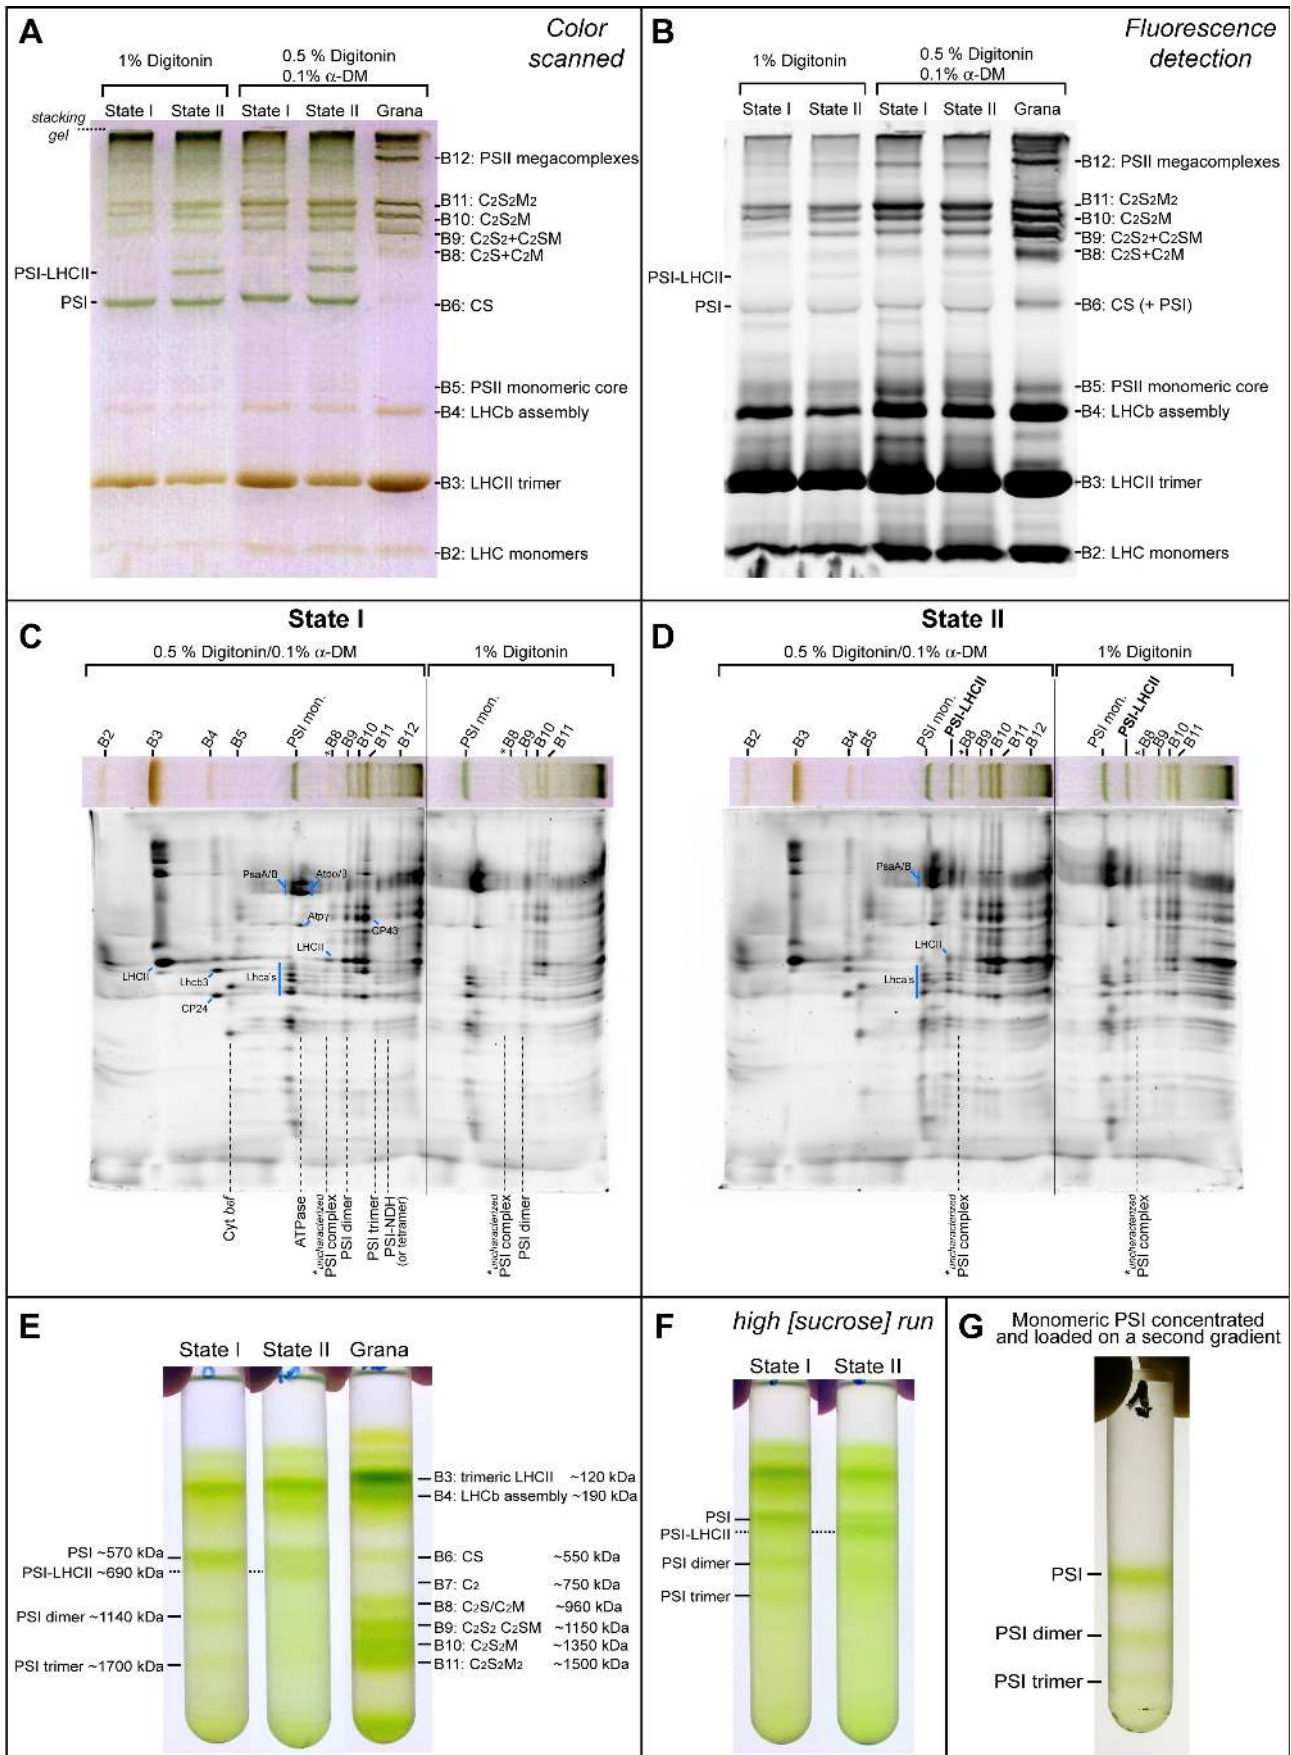 A
Color
scanned
1% Digitonin
0.5 % Digitonin
0.1% α-DM
State I
State II
State I
State II
Grana
stacking
gel
B12: PSII megacomplexes
B11: C2S2M2
B10: C2S2M
B9: C2S2+C2SM
B8: C2S+C2M
PSI-LHCII
PSI
B6: CS
B5: PSII monomeric core
B4: LHCb assembly
B3: LHCII trimer
B2: LHC monomers
B
Fluorescence
detection
1% Digitonin
0.5 % Digitonin
0.1% α-DM
State I
State II
State I
State II
Grana
B12: PSII megacomplexes
B11: C2S2M2
B10: C2S2M
B9: C2S2+C2SM
B8: C2S+C2M
PSI-LHCII
PSI
B6: CS (+ PSI)
B5: PSII monomeric core
B4: LHCb assembly
B3: LHCII trimer
B2: LHC monomers
C
State I
0.5 % Digitonin/0.1% α-DM
1% Digitonin
B2
B3
B4
B5
PSI mon.
*B8
B9
B10
B11
B12
PSI mon.
*B8
B9
B10
B11
PsaA/B
Atpα/β
Atpγ
CP43
LHCII
LHCII
Lhcb3
Lhca's
CP24
Cyt b6f
ATPase
*uncharacterized
PSI complex
PSI dimer
PSI trimer
PSI-NDH
(or tetramer)
*uncharacterized
PSI complex
PSI dimer
D
State II
0.5 % Digitonin/0.1% α-DM
1% Digitonin
B2
B3
B4
B5
PSI mon.
PSI-LHCII
*B8
B9
B10
B11
B12
PSI mon.
PSI-LHCII
*B8
B9
B10
B11
PsaA/B
LHCII
Lhca's
*uncharacterized
PSI complex
*uncharacterized
PSI complex
E
State I
State II
Grana
B3: trimeric LHCII ~120 kDa
B4: LHCb assembly ~190 kDa
PSI ~570 kDa
PSI-LHCII ~690 kDa
PSI dimer ~1140 kDa
PSI trimer ~1700 kDa
B6: CS ~550 kDa
B7: C2 ~750 kDa
B8: C2S/C2M ~960 kDa
B9: C2S2 C2SM ~1150 kDa
B10: C2S2M ~1350 kDa
B11: C2S2M2 ~1500 kDa
F
high [sucrose] run
State I
State II
PSI
PSI-LHCII
PSI dimer
PSI trimer
G
Monomeric PSI concentrated
and loaded on a second gradient
A
PSI
PSI dimer
PSI trimer